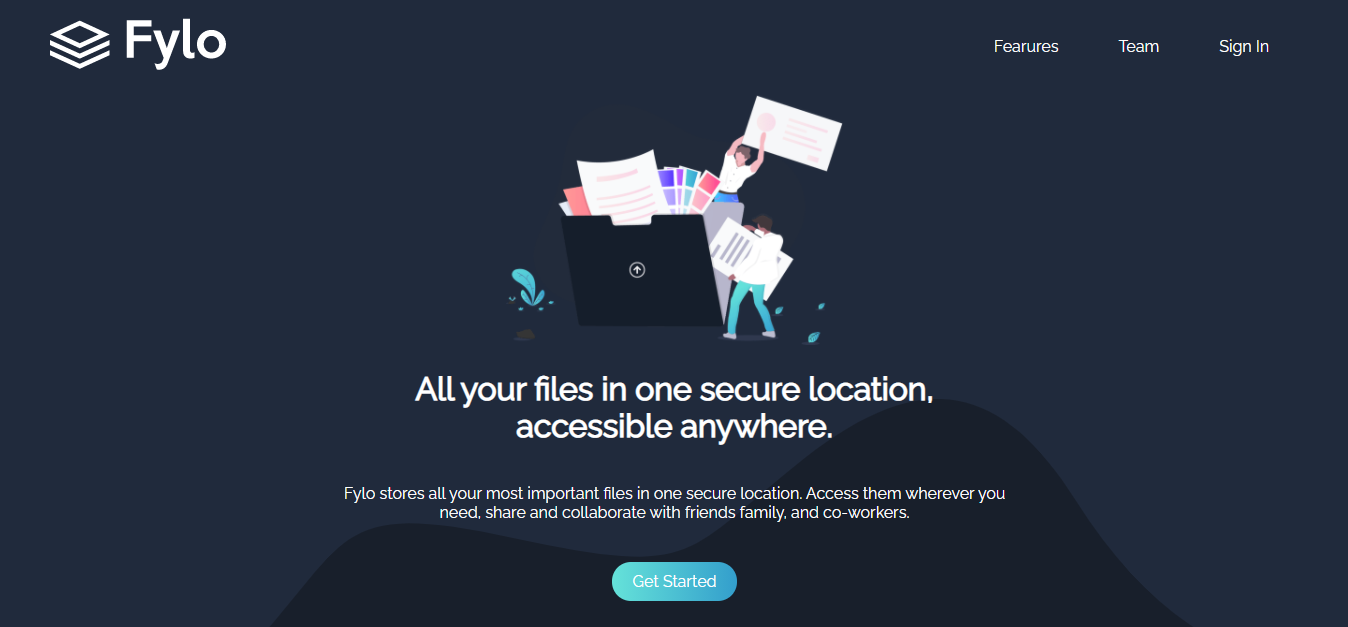 Fylo
Fearures
Team
Sign In
All your files in one secure location,
accessible anywhere.
Fylo stores all your most important files in one secure location. Access them wherever you
need, share and collaborate with friends family, and co-workers.
Get Started